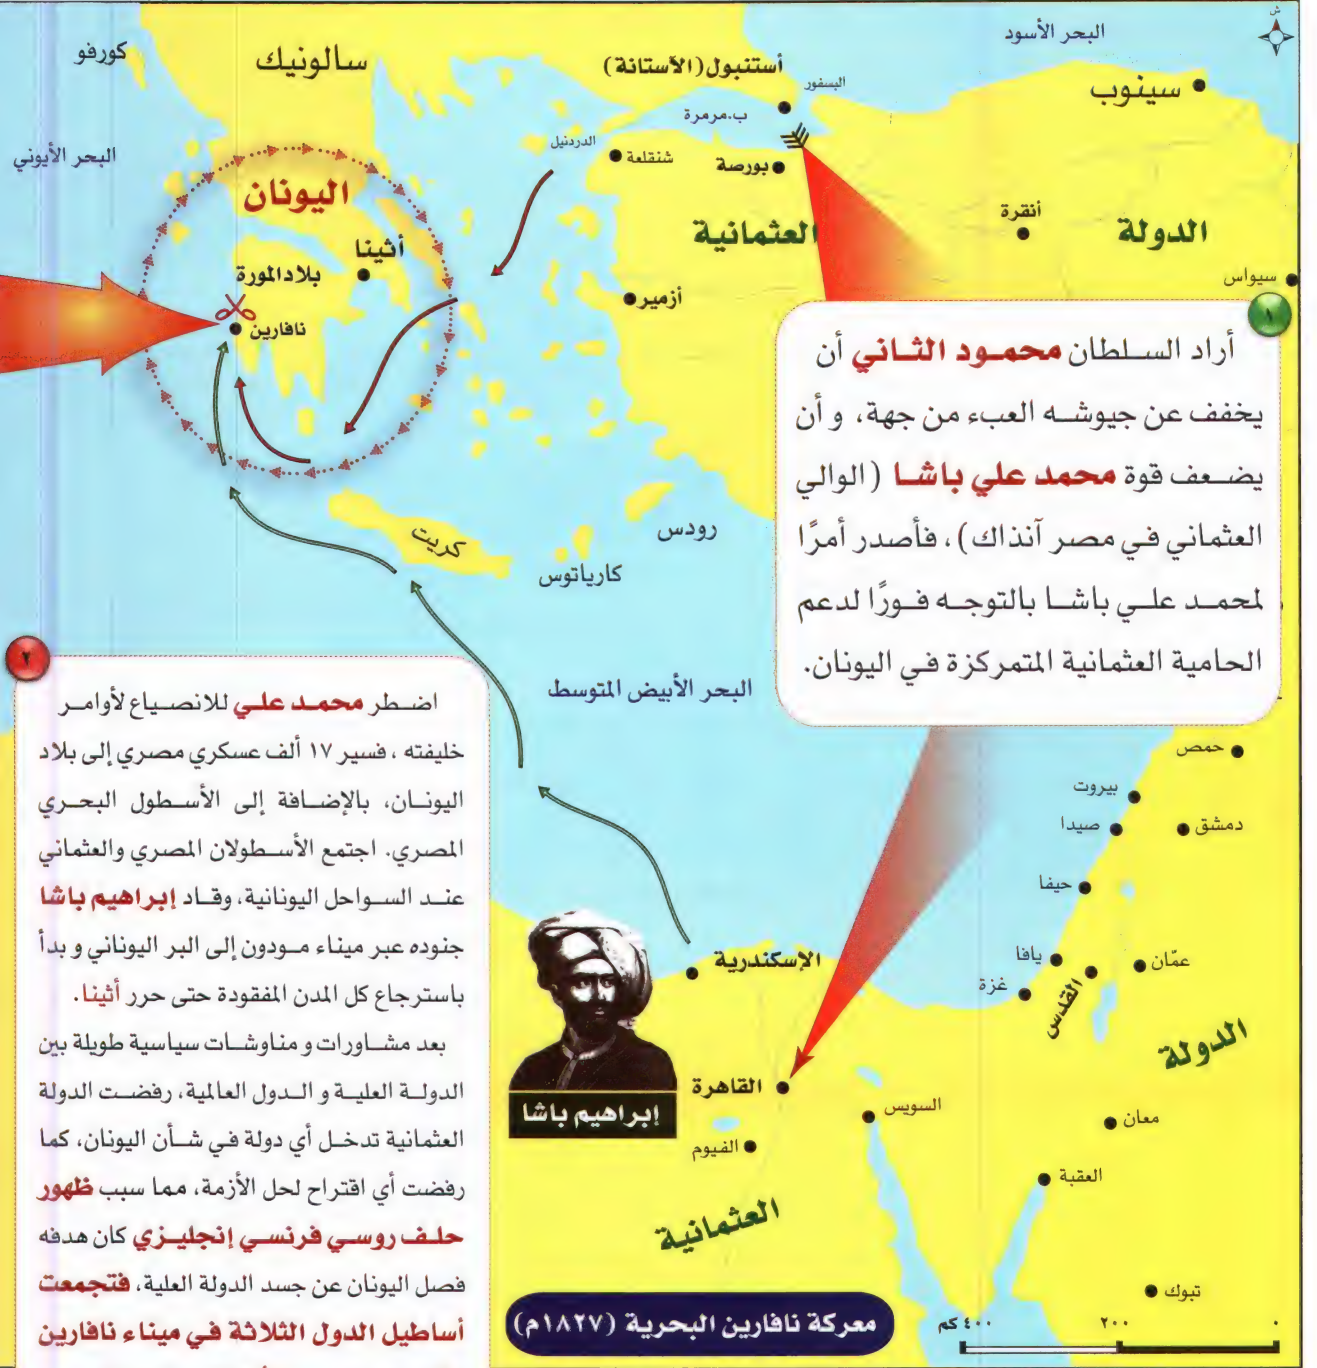 ش
البحر الأسود
كورفو
سالونيك
أستنبول (الآستانة)
البسفور
سينوب
ب.مرمرة
الدردنيل
شنقلعة
بورصة
البحر الأيوني
اليونان
أثينا
بلاد المورة
نافارين
العثمانية
أنقرة
الدولة
سيواس
أزمير
١
أراد السلطان محمود الثاني أن
يخفف عن جيوشه العبء من جهة، و أن
يضعف قوة محمد علي باشا (الوالي
العثماني في مصر آنذاك)، فأصدر أمرًا
لمحمد علي باشا بالتوجه فورًا لدعم
الحامية العثمانية المتمركزة في اليونان.
رودس
كريت
كارياتوس
البحر الأبيض المتوسط
٢
اضطر محمد علي للانصياع لأوامر
خليفته ، فسير ١٧ ألف عسكري مصري إلى بلاد
اليونان، بالإضافة إلى الأسطول البحري
المصري. اجتمع الأسطولان المصري والعثماني
عند السواحل اليونانية، وقاد إبراهيم باشا
جنوده عبر ميناء مودون إلى البر اليوناني و بدأ
باسترجاع كل المدن المفقودة حتى حرر أثينا.
بعد مشاورات و مناوشات سياسية طويلة بين
الدولة العلية و الدول العالمية، رفضت الدولة
العثمانية تدخل أي دولة في شأن اليونان، كما
رفضت أي اقتراح لحل الأزمة، مما سبب ظهور
حلف روسي فرنسي إنجليزي كان هدفه
فصل اليونان عن جسد الدولة العلية، فتجمعت
أساطيل الدول الثلاثة في ميناء نافارين
حمص
بيروت
صيدا
دمشق
حيفا
يافا
عمّان
غزة
القدس
الدولة
الإسكندرية
إبراهيم باشا
القاهرة
السويس
الفيوم
معان
العقبة
العثمانية
تبوك
معركة نافارين البحرية (١٨٢٧م)
٤٠٠ كم
٢٠٠
٠